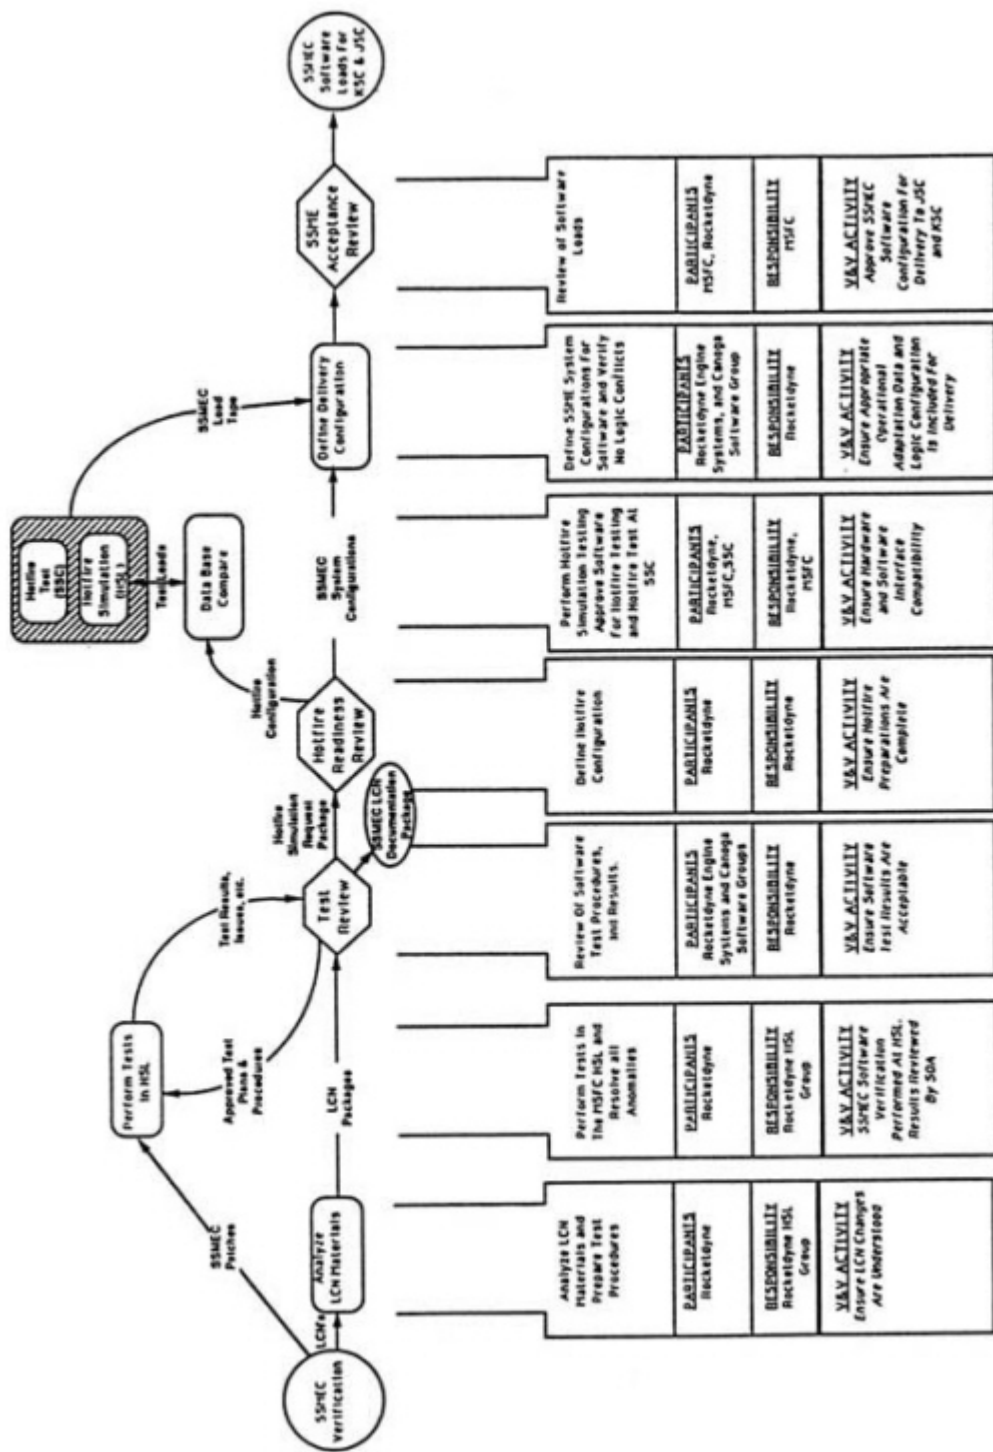 SSMEC
Verification
LCN's
SSMEC
Patches
Analyze
LCN Materials
LCN
Packages
Perform Tests
In HSL
Approved Test
Plans &
Procedures
Test Results,
Issues, etc.
Test
Review
SSMEC LCN
Documentation
Package
Hotfire
Simulation
Request
Package
Hotfire
Readiness
Review
Hotfire
Configuration
Data Base
Compare
Test Loads
Hotfire
Test
(SSC)
Hotfire
Simulation
(HSL)
SSMEC
Load
Tape
SSMEC
System
Configurations
Define Delivery
Configuration
SSME
Acceptance
Review
SSMEC
Software
Loads For
KSC & JSC
Analyze LCN
Materials and
Prepare Test
Procedures
PARTICIPANTS
Rocketdyne
RESPONSIBILITY
Rocketdyne HSL
Group
V&V ACTIVITY
Ensure LCN Changes
Are Understood
Perform Tests In
The MSFC HSL and
Resolve all
Anomalies
PARTICIPANTS
Rocketdyne
RESPONSIBILITY
Rocketdyne HSL
Group
V&V ACTIVITY
SSMEC Software
Verification
Performed At HSL.
Results Reviewed
By SOA
Review Of Software
Test Procedures,
and Results.
PARTICIPANTS
Rocketdyne Engine
Systems and Canoga
Software Groups
RESPONSIBILITY
Rocketdyne
V&V ACTIVITY
Ensure Software
Test Results Are
Acceptable
Define Hotfire
Configuration
PARTICIPANTS
Rocketdyne
RESPONSIBILITY
Rocketdyne
V&V ACTIVITY
Ensure Hotfire
Preparations Are
Complete
Perform Hotfire
Simulation Testing
Approve Software
For Hotfire Testing
and Hotfire Test At
SSC
PARTICIPANTS
Rocketdyne,
MSFC,SSC
RESPONSIBILITY
Rocketdyne,
MSFC
V&V ACTIVITY
Ensure Hardware
and Software
Interface
Compatibility
Define SSME System
Configurations For
Software and Verify
No Logic Conflicts
PARTICIPANTS
Rocketdyne Engine
Systems, and Canoga
Software Group
RESPONSIBILITY
Rocketdyne
V&V ACTIVITY
Ensure Appropriate
Operational
Adaptation Data and
Logic Configuration
Is Included For
Delivery
Review of Software
Loads
PARTICIPANTS
MSFC, Rocketdyne
RESPONSIBILITY
MSFC
V&V ACTIVITY
Approve SSMEC
Software
Configuration For
Delivery To JSC
and KSC